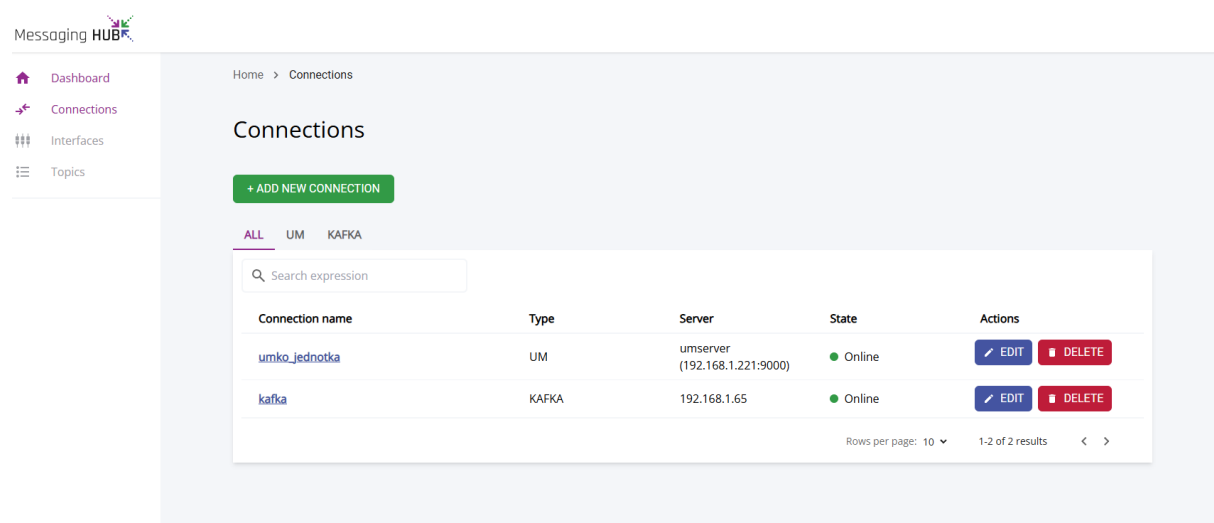 Messaging HUB
Dashboard
Connections
Interfaces
Topics
Home > Connections
Connections
+ ADD NEW CONNECTION
ALL UM KAFKA
Search expression
Connection name Type Server State Actions
umko_jednotka UM umserver (192.168.1.221:9000) Online EDIT DELETE
kafka KAFKA 192.168.1.65 Online EDIT DELETE
Rows per page: 10 1-2 of 2 results < >